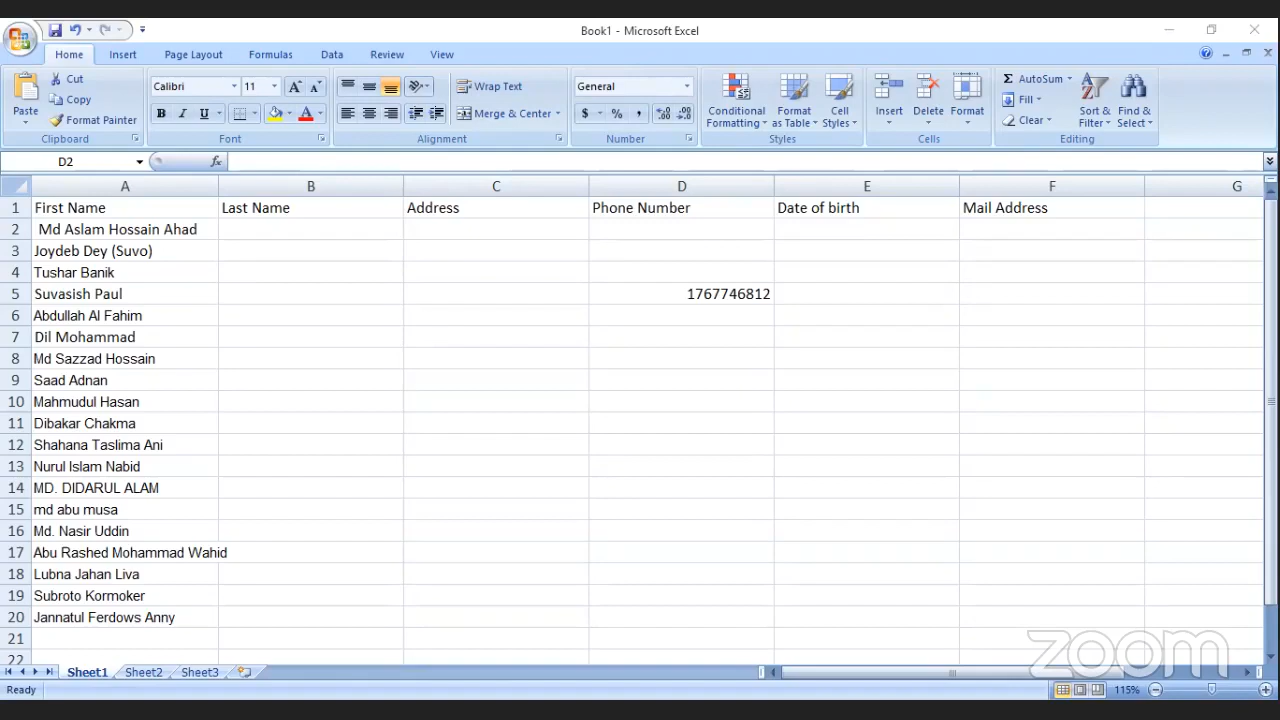 Book1 - Microsoft Excel
Home Insert Page Layout Formulas Data Review View
Cut
Copy
Format Painter
Paste
Clipboard
Calibri 11
B I U
Font
Wrap Text
Merge & Center
Alignment
General
$ % ,
Number
Conditional Formatting
Format as Table
Cell Styles
Styles
Insert Delete Format
Cells
Σ AutoSum
Fill
Clear
Sort & Filter
Find & Select
Editing
D2 fx
A B C D E F G
1 First Name Last Name Address Phone Number Date of birth Mail Address
2 Md Aslam Hossain Ahad
3 Joydeb Dey (Suvo)
4 Tushar Banik
5 Suvasish Paul 1767746812
6 Abdullah Al Fahim
7 Dil Mohammad
8 Md Sazzad Hossain
9 Saad Adnan
10 Mahmudul Hasan
11 Dibakar Chakma
12 Shahana Taslima Ani
13 Nurul Islam Nabid
14 MD. DIDARUL ALAM
15 md abu musa
16 Md. Nasir Uddin
17 Abu Rashed Mohammad Wahid
18 Lubna Jahan Liva
19 Subroto Kormoker
20 Jannatul Ferdows Anny
21
22
zoom
Sheet1 Sheet2 Sheet3
Ready 115%